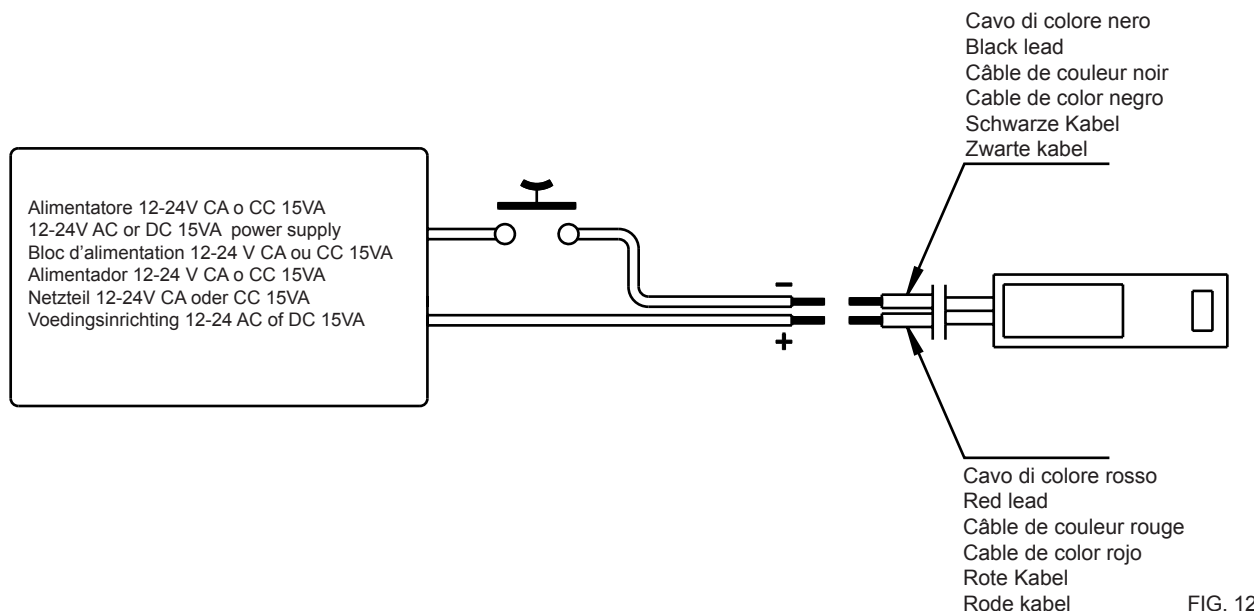 Cavo di colore nero
Black lead
Câble de couleur noir
Cable de color negro
Schwarze Kabel
Zwarte kabel
Alimentatore 12-24V CA o CC 15VA
12-24V AC or DC 15VA power supply
Bloc d'alimentation 12-24 V CA ou CC 15VA
Alimentador 12-24 V CA o CC 15VA
Netzteil 12-24V CA oder CC 15VA
Voedingsinrichting 12-24 AC of DC 15VA
-
+
Cavo di colore rosso
Red lead
Câble de couleur rouge
Cable de color rojo
Rote Kabel
Rode kabel
FIG. 12